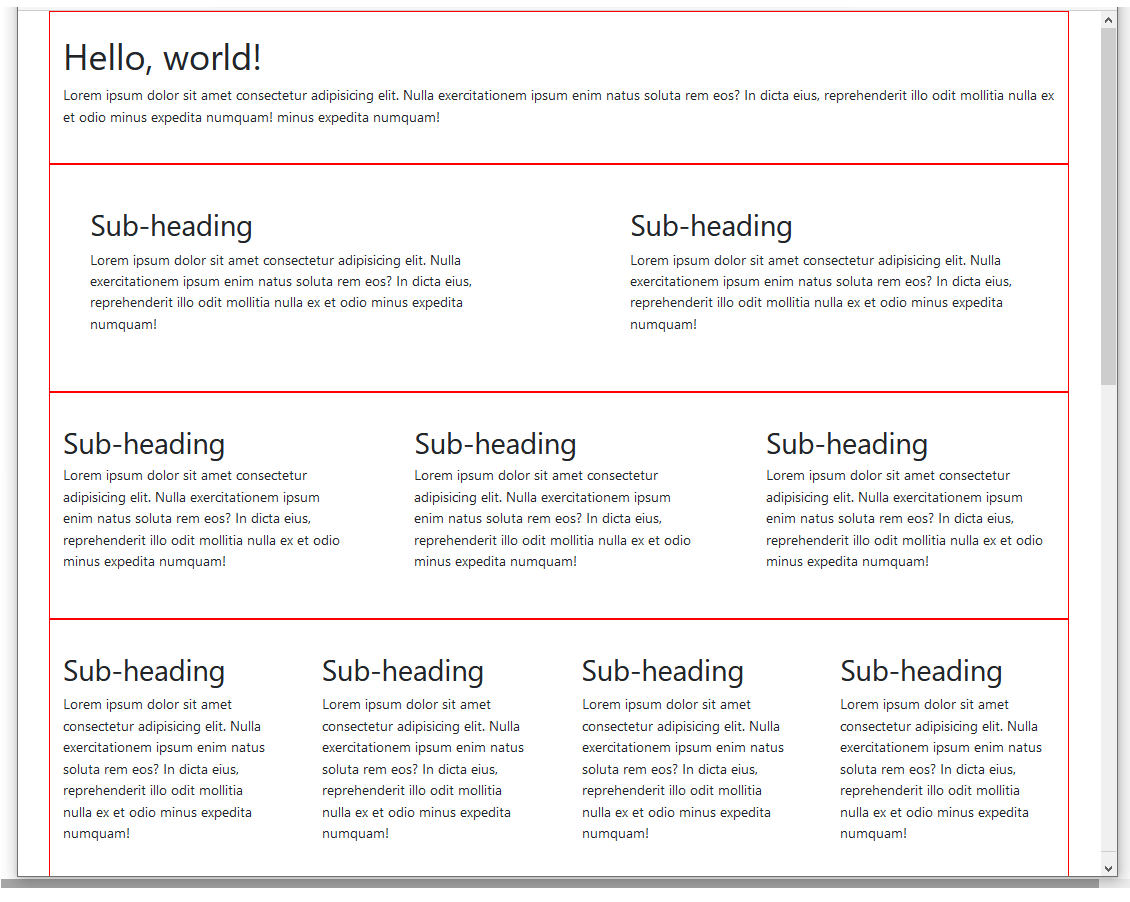 Hello, world!
Lorem ipsum dolor sit amet consectetur adipisicing elit. Nulla exercitationem ipsum enim natus soluta rem eos? In dicta eius, reprehenderit illo odit mollitia nulla ex
et odio minus expedita numquam! minus expedita numquam!
Sub-heading
Lorem ipsum dolor sit amet consectetur adipisicing elit. Nulla
exercitationem ipsum enim natus soluta rem eos? In dicta eius,
reprehenderit illo odit mollitia nulla ex et odio minus expedita
numquam!
Sub-heading
Lorem ipsum dolor sit amet consectetur adipisicing elit. Nulla
exercitationem ipsum enim natus soluta rem eos? In dicta eius,
reprehenderit illo odit mollitia nulla ex et odio minus expedita
numquam!
Sub-heading
Lorem ipsum dolor sit amet consectetur
adipisicing elit. Nulla exercitationem ipsum
enim natus soluta rem eos? In dicta eius,
reprehenderit illo odit mollitia nulla ex et odio
minus expedita numquam!
Sub-heading
Lorem ipsum dolor sit amet consectetur
adipisicing elit. Nulla exercitationem ipsum
enim natus soluta rem eos? In dicta eius,
reprehenderit illo odit mollitia nulla ex et odio
minus expedita numquam!
Sub-heading
Lorem ipsum dolor sit amet consectetur
adipisicing elit. Nulla exercitationem ipsum
enim natus soluta rem eos? In dicta eius,
reprehenderit illo odit mollitia nulla ex et odio
minus expedita numquam!
Sub-heading
Lorem ipsum dolor sit amet
consectetur adipisicing elit. Nulla
exercitationem ipsum enim natus
soluta rem eos? In dicta eius,
reprehenderit illo odit mollitia
nulla ex et odio minus expedita
numquam!
Sub-heading
Lorem ipsum dolor sit amet
consectetur adipisicing elit. Nulla
exercitationem ipsum enim natus
soluta rem eos? In dicta eius,
reprehenderit illo odit mollitia
nulla ex et odio minus expedita
numquam!
Sub-heading
Lorem ipsum dolor sit amet
consectetur adipisicing elit. Nulla
exercitationem ipsum enim natus
soluta rem eos? In dicta eius,
reprehenderit illo odit mollitia
nulla ex et odio minus expedita
numquam!
Sub-heading
Lorem ipsum dolor sit amet
consectetur adipisicing elit. Nulla
exercitationem ipsum enim natus
soluta rem eos? In dicta eius,
reprehenderit illo odit mollitia
nulla ex et odio minus expedita
numquam!